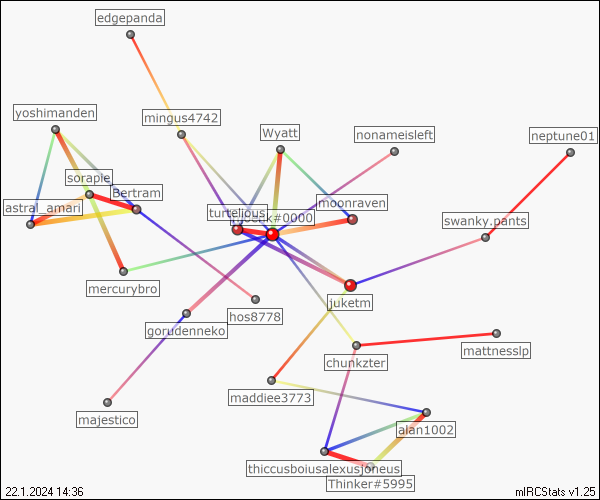 edgepanda
yoshimanden
mingus4742
Wyatt
nonameisleft
neptune01
soraple
Bertram
astral_amari
turtelious
#0000
moonraven
swanky.pants
mercurybro
juketm
hos8778
gorudenneko
chunkzter
mattnesslp
maddiee3773
majestico
alan1002
thiccusboiusalexusjoneus
Thinker#5995
22.1.2024 14:36
mIRCStats v1.25